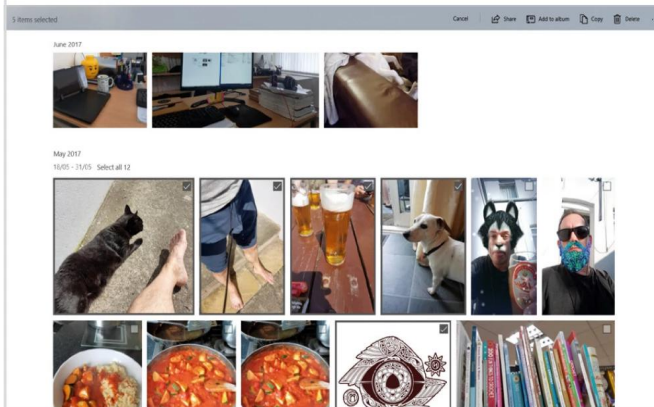 5 items selected
Cancel Share Add to album Copy Delete
June 2017
May 2017
18/05 - 31/05 Select all 12